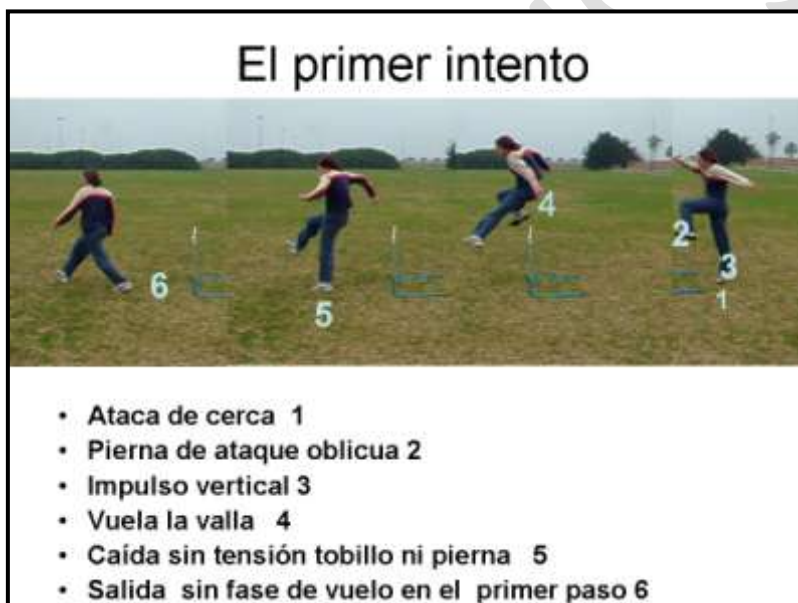 El primer intento
6
5
4
2
3
1
• Ataca de cerca 1
• Pierna de ataque oblicua 2
• Impulso vertical 3
• Vuela la valla 4
• Caída sin tensión tobillo ni pierna 5
• Salida sin fase de vuelo en el primer paso 6